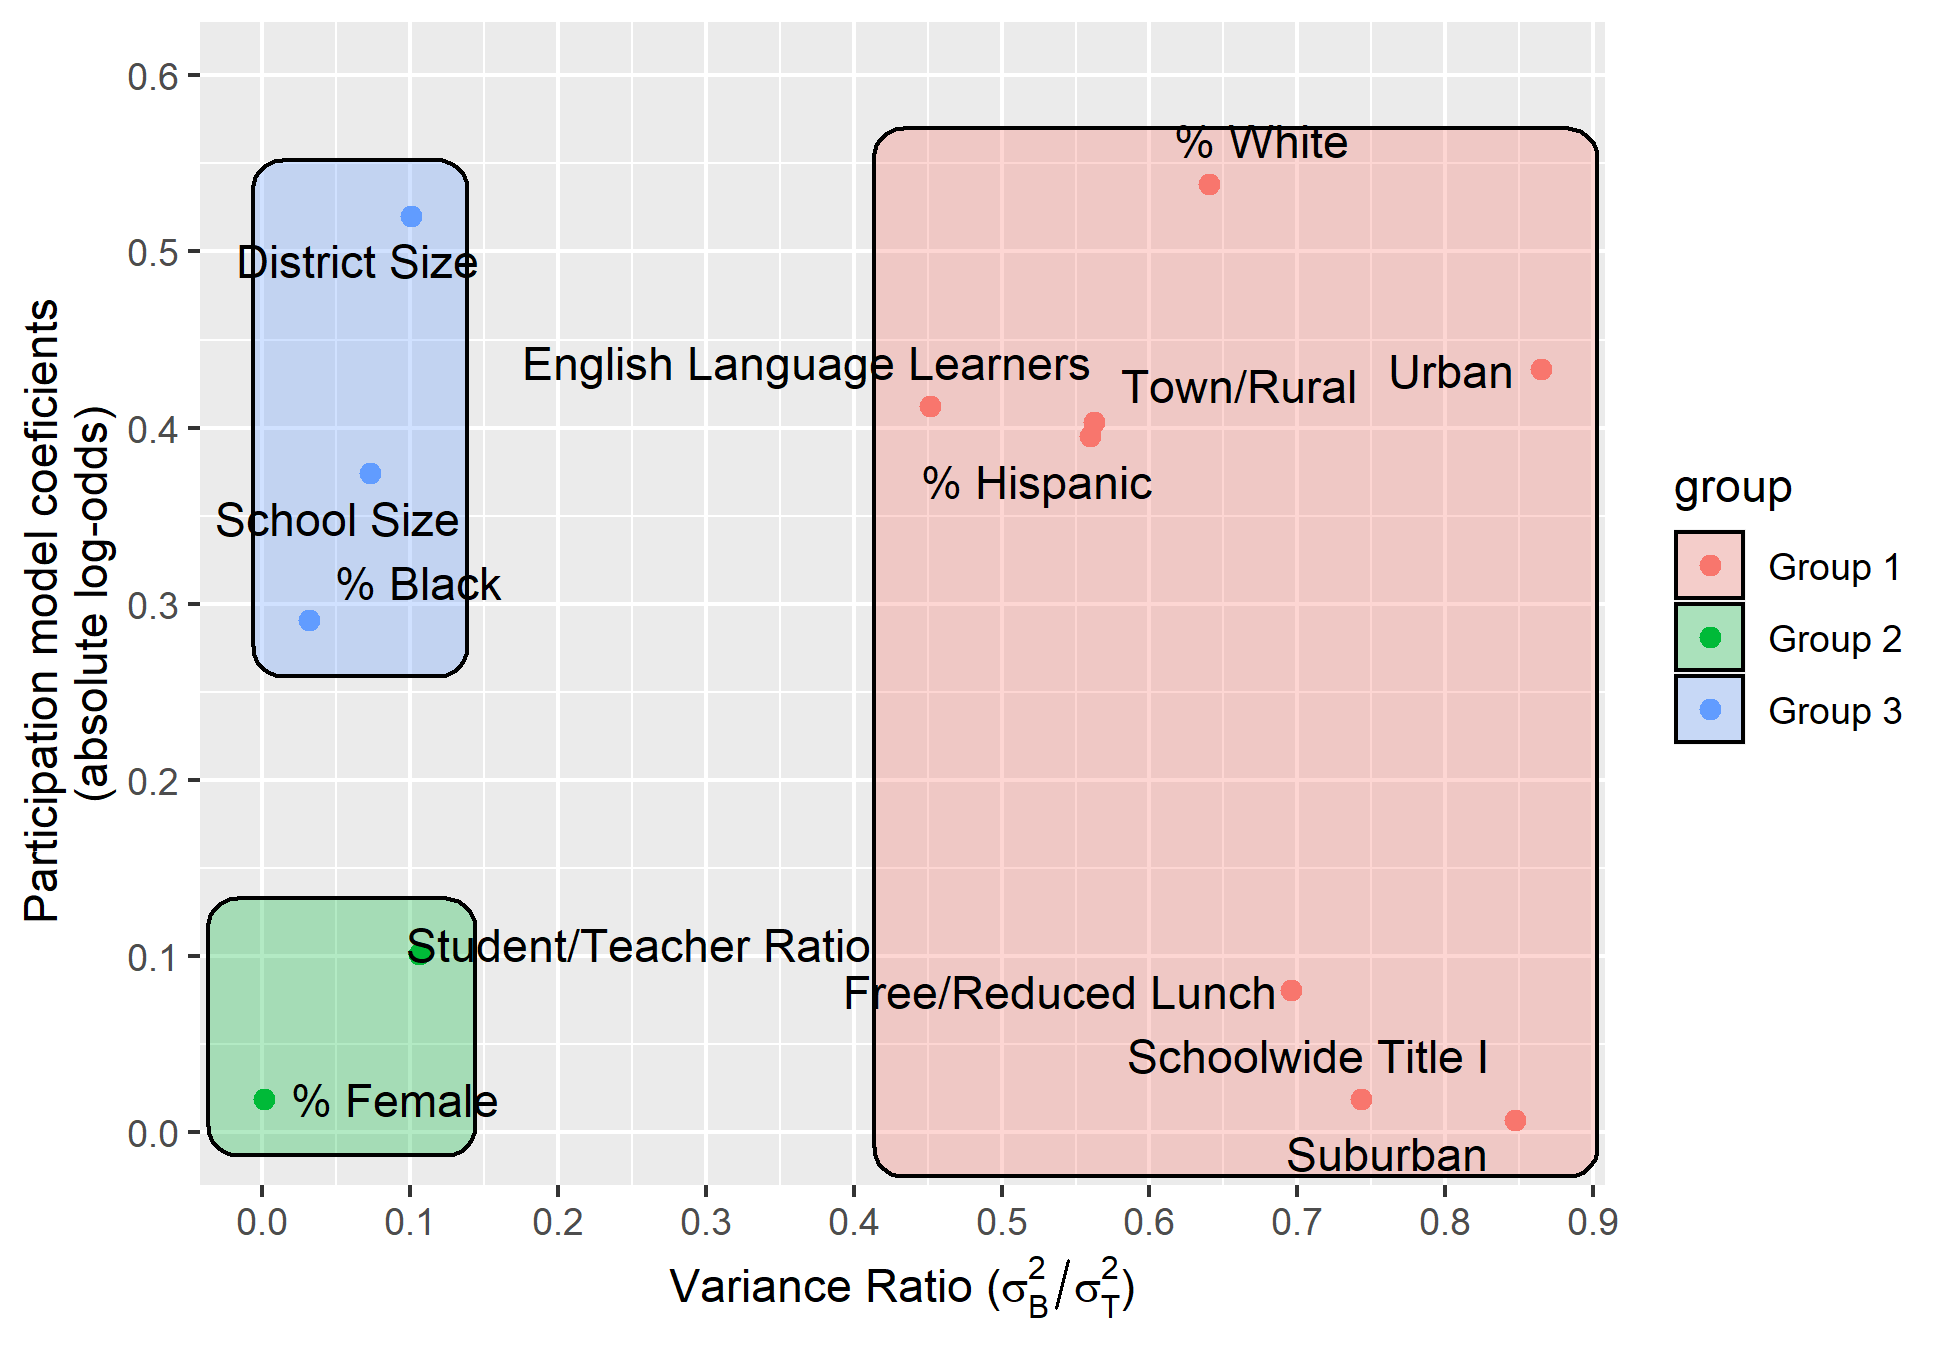 0.6
0.5
0.4
0.3
0.2
0.1
0.0
Participation model coeficients
(absolute log-odds)
% White
District Size
English Language Learners
Urban
Town/Rural
% Hispanic
School Size
% Black
Student/Teacher Ratio
Free/Reduced Lunch
Schoolwide Title I
% Female
Suburban
0.0 0.1 0.2 0.3 0.4 0.5 0.6 0.7 0.8 0.9
Variance Ratio (σ²_B/σ²_T)
group
Group 1
Group 2
Group 3